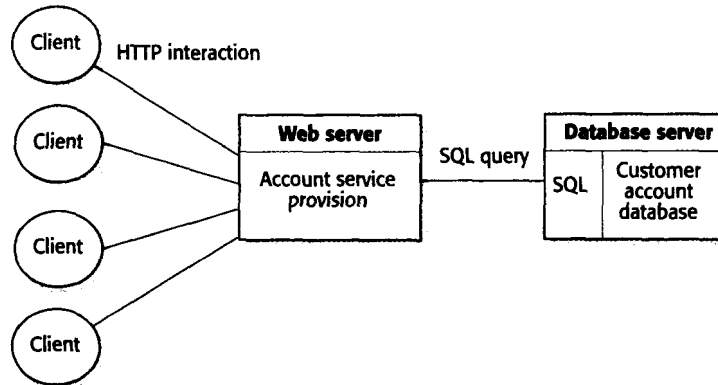 Client
HTTP interaction
Client
Client
Client
Web server
Account service
provision
SQL query
Database server
SQL
Customer
account
database